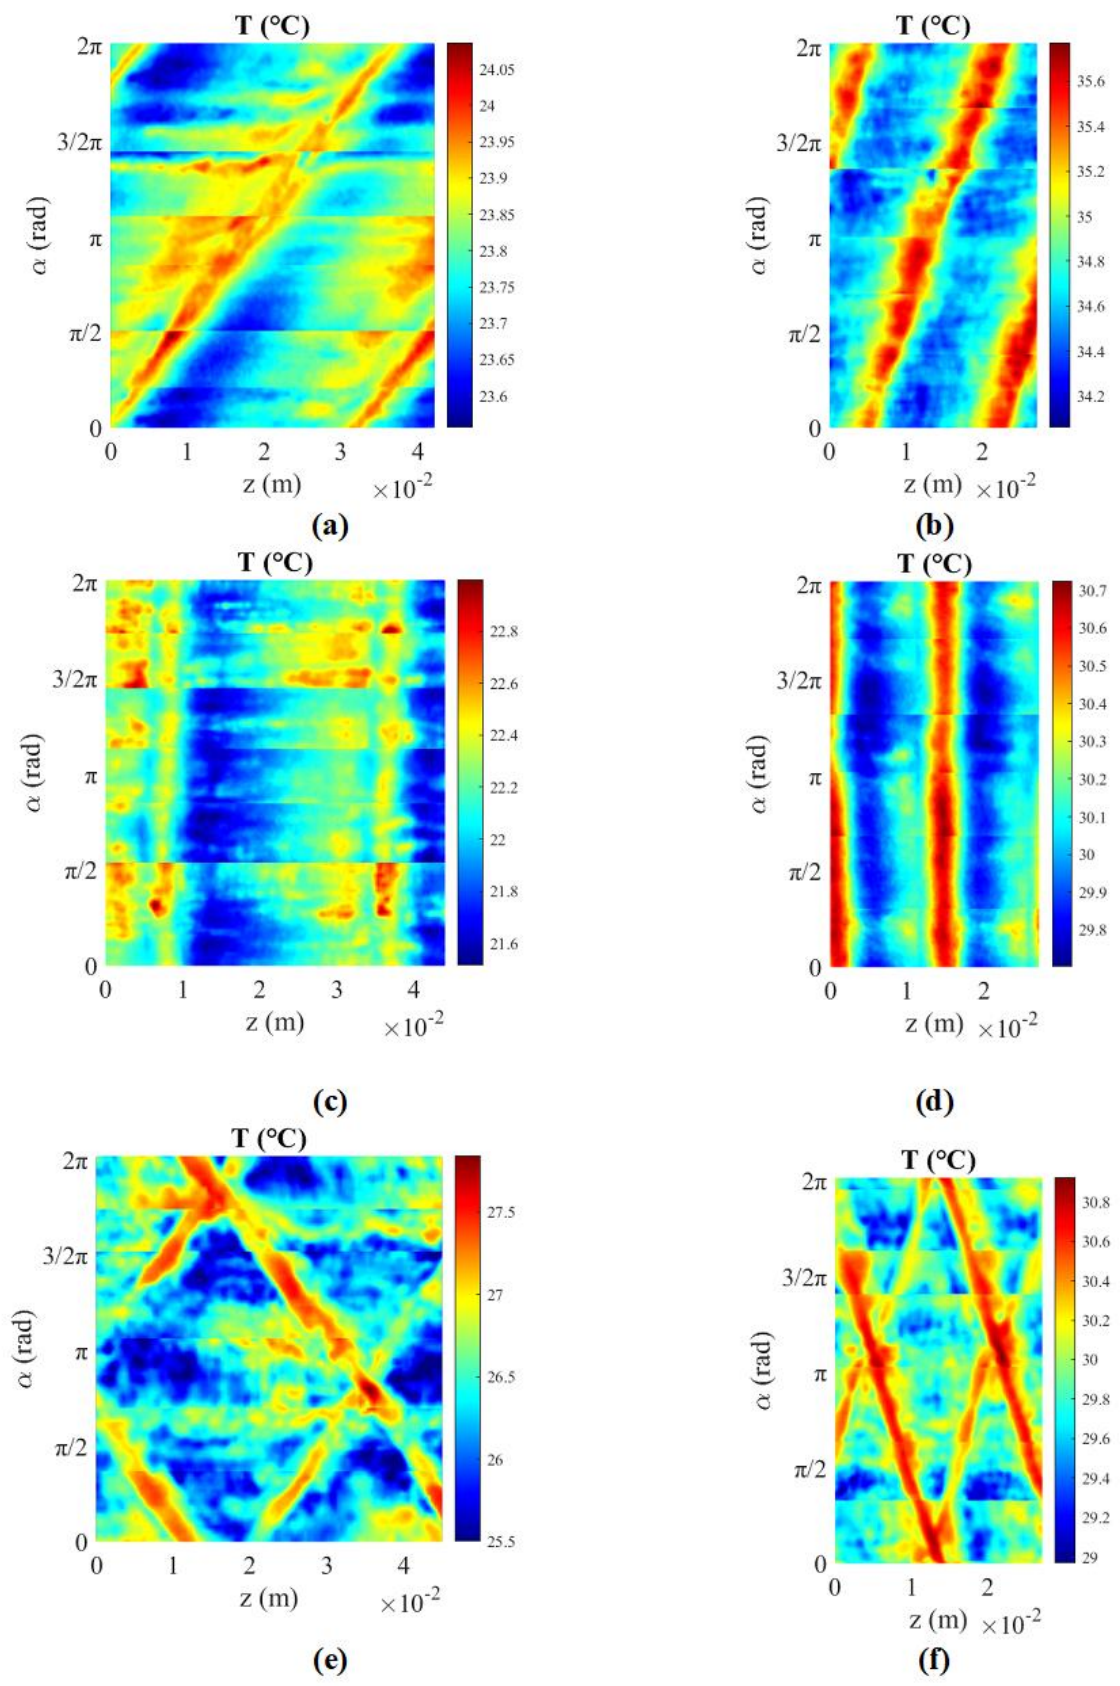 T (°C)
2π
3/2π
π
π/2
0
α (rad)
0 1 2 3 4
z (m) ×10-2
24.05
24
23.95
23.9
23.85
23.8
23.75
23.7
23.65
23.6
(a)
T (°C)
2π
3/2π
π
π/2
0
α (rad)
0 1 2
z (m) ×10-2
35.6
35.4
35.2
35
34.8
34.6
34.4
34.2
(b)
T (°C)
2π
3/2π
π
π/2
0
α (rad)
0 1 2 3 4
z (m) ×10-2
22.8
22.6
22.4
22.2
22
21.8
21.6
(c)
T (°C)
2π
3/2π
π
π/2
0
α (rad)
0 1 2
z (m) ×10-2
30.7
30.6
30.5
30.4
30.3
30.2
30.1
30
29.9
29.8
(d)
T (°C)
2π
3/2π
π
π/2
0
α (rad)
0 1 2 3 4
z (m) ×10-2
27.5
27
26.5
26
25.5
(e)
T (°C)
2π
3/2π
π
π/2
0
α (rad)
0 1 2
z (m) ×10-2
30.8
30.6
30.4
30.2
30
29.8
29.6
29.4
29.2
29
(f)